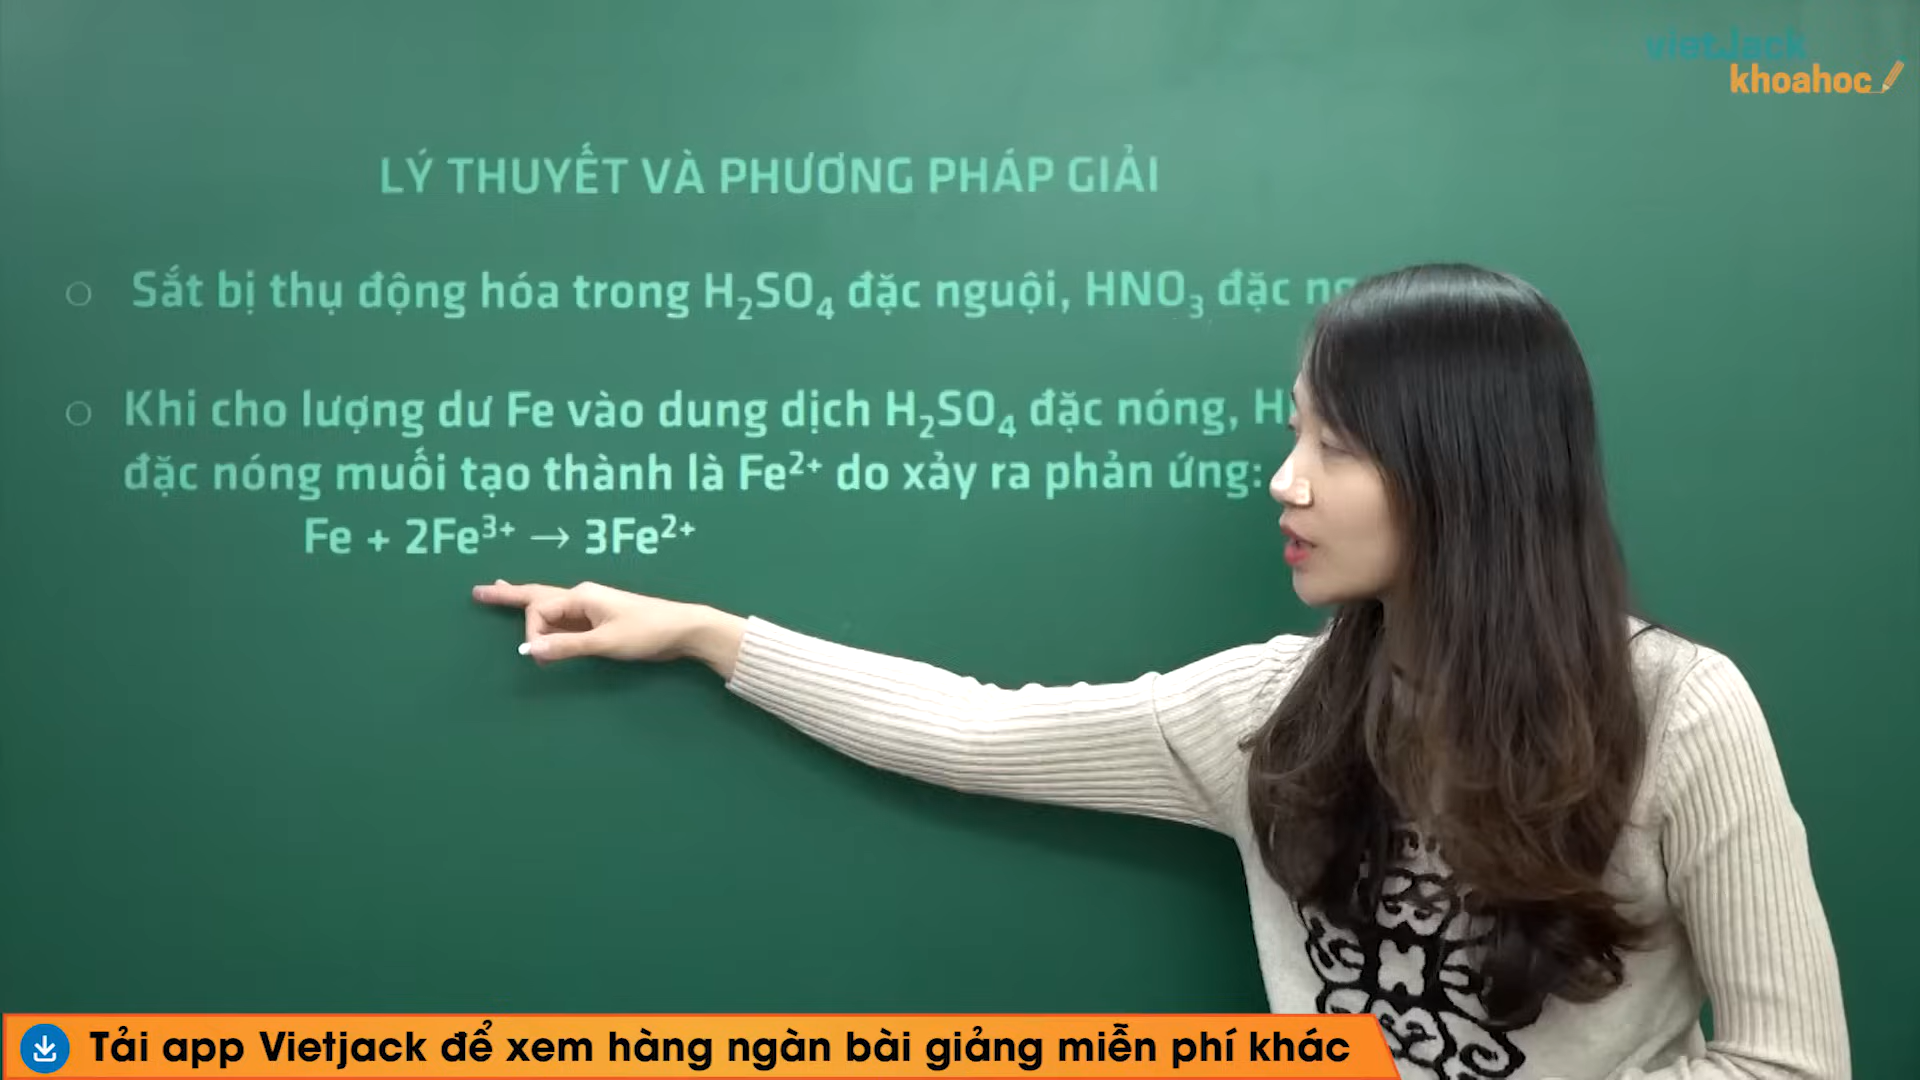 vietJack
khoahoc
LÝ THUYẾT VÀ PHƯƠNG PHÁP GIẢI
Sắt bị thụ động hóa trong H₂SO₄ đặc nguội, HNO₃ đặc
Khi cho lượng dư Fe vào dung dịch H₂SO₄ đặc nóng,
đặc nóng muối tạo thành là Fe²⁺ do xảy ra phản ứng:
Fe + 2Fe³⁺ → 3Fe²⁺
Tải app Vietjack để xem hàng ngàn bài giảng miễn phí khác